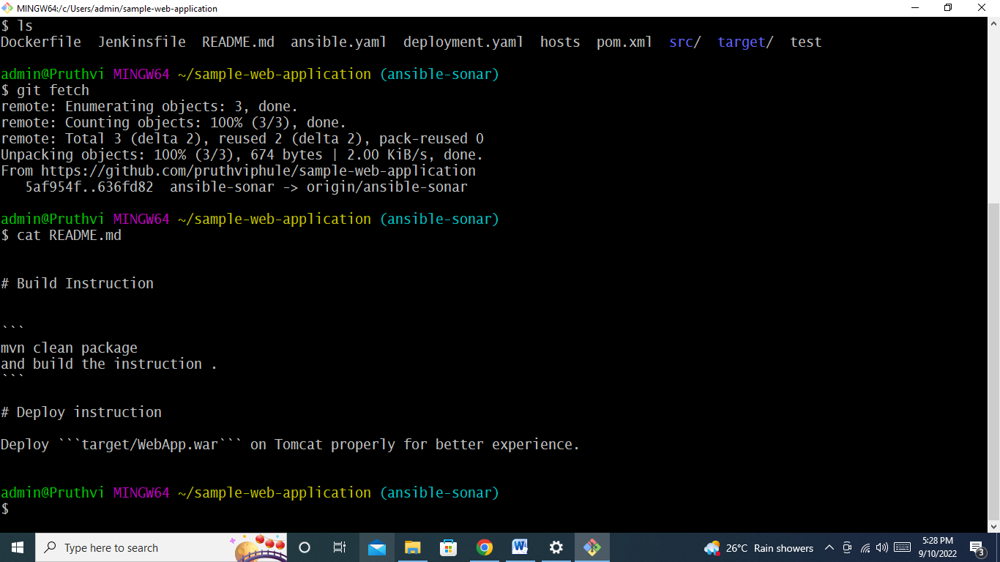 MINGW64:/c/Users/admin/sample-web-application
$ ls
Dockerfile  Jenkinsfile  README.md  ansible.yaml  deployment.yaml  hosts  pom.xml  src/  target/  test
admin@Pruthvi MINGW64 ~/sample-web-application (ansible-sonar)
$ git fetch
remote: Enumerating objects: 3, done.
remote: Counting objects: 100% (3/3), done.
remote: Total 3 (delta 2), reused 2 (delta 2), pack-reused 0
Unpacking objects: 100% (3/3), 674 bytes | 2.00 KiB/s, done.
From https://github.com/pruthviphule/sample-web-application
   5af954f..636fd82  ansible-sonar -> origin/ansible-sonar
admin@Pruthvi MINGW64 ~/sample-web-application (ansible-sonar)
$ cat README.md
# Build Instruction
```
mvn clean package
and build the instruction .
```
# Deploy instruction
Deploy ```target/WebApp.war``` on Tomcat properly for better experience.
admin@Pruthvi MINGW64 ~/sample-web-application (ansible-sonar)
$
Type here to search
26°C  Rain showers
5:28 PM
9/10/2022
3